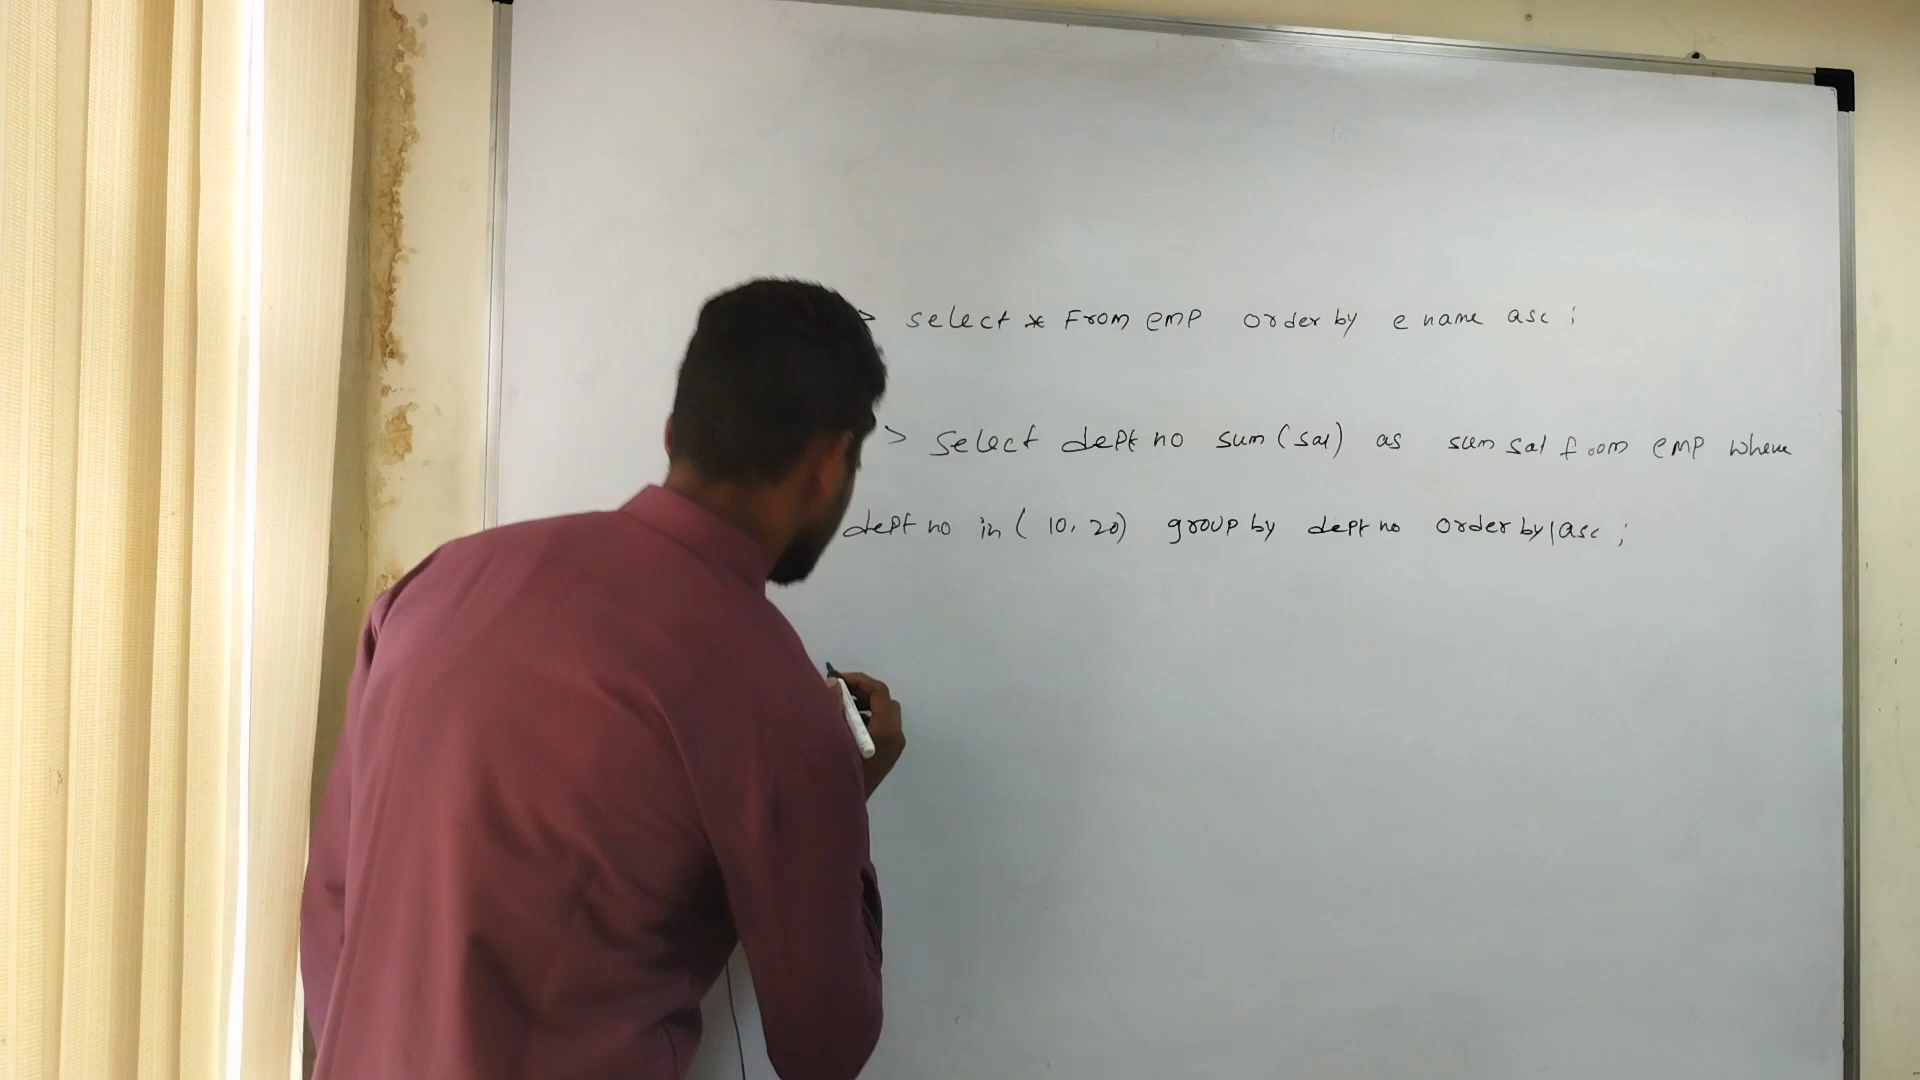 > select * From emp order by e name asc ;
> select dept no sum (sal) as sum sal from emp where
dept no in ( 10, 20) group by dept no order by | asc ;